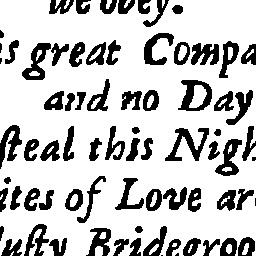 we obey.
is great Compa
and no Day
ſteal this Nigh
ites of Love ar
luſty Bridegroo